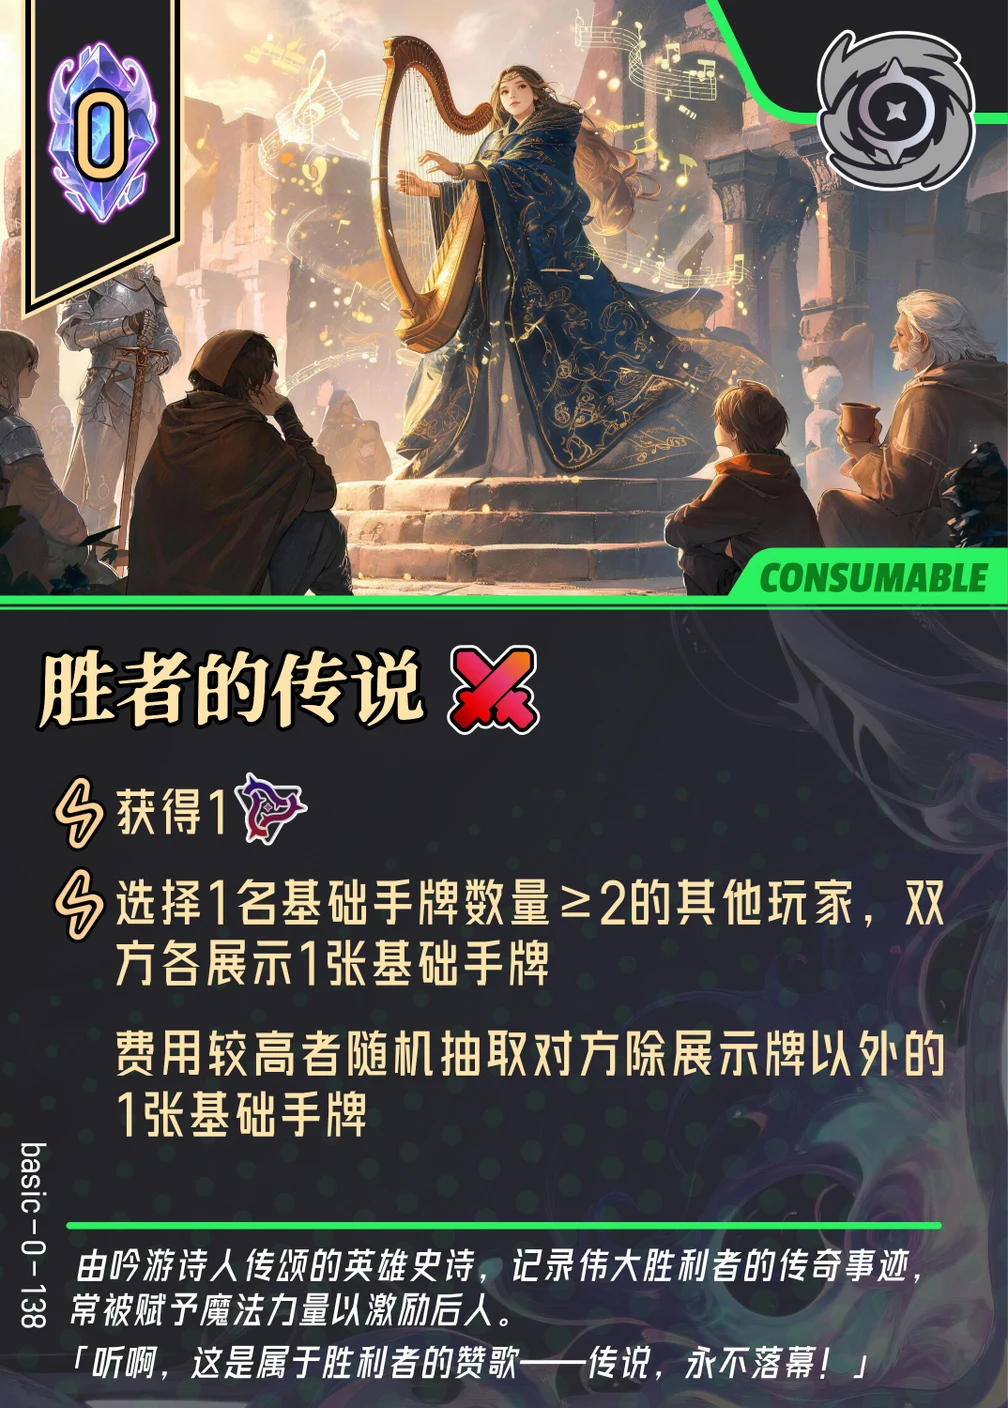 0
CONSUMABLE
胜者的传说
获得1
选择1名基础手牌数量≥2的其他玩家，双
方各展示1张基础手牌
费用较高者随机抽取对方除展示牌以外的
1张基础手牌
basic-0-138
由吟游诗人传颂的英雄史诗，记录伟大胜利者的传奇事迹，
常被赋予魔法力量以激励后人。
「听啊，这是属于胜利者的赞歌——传说，永不落幕！」